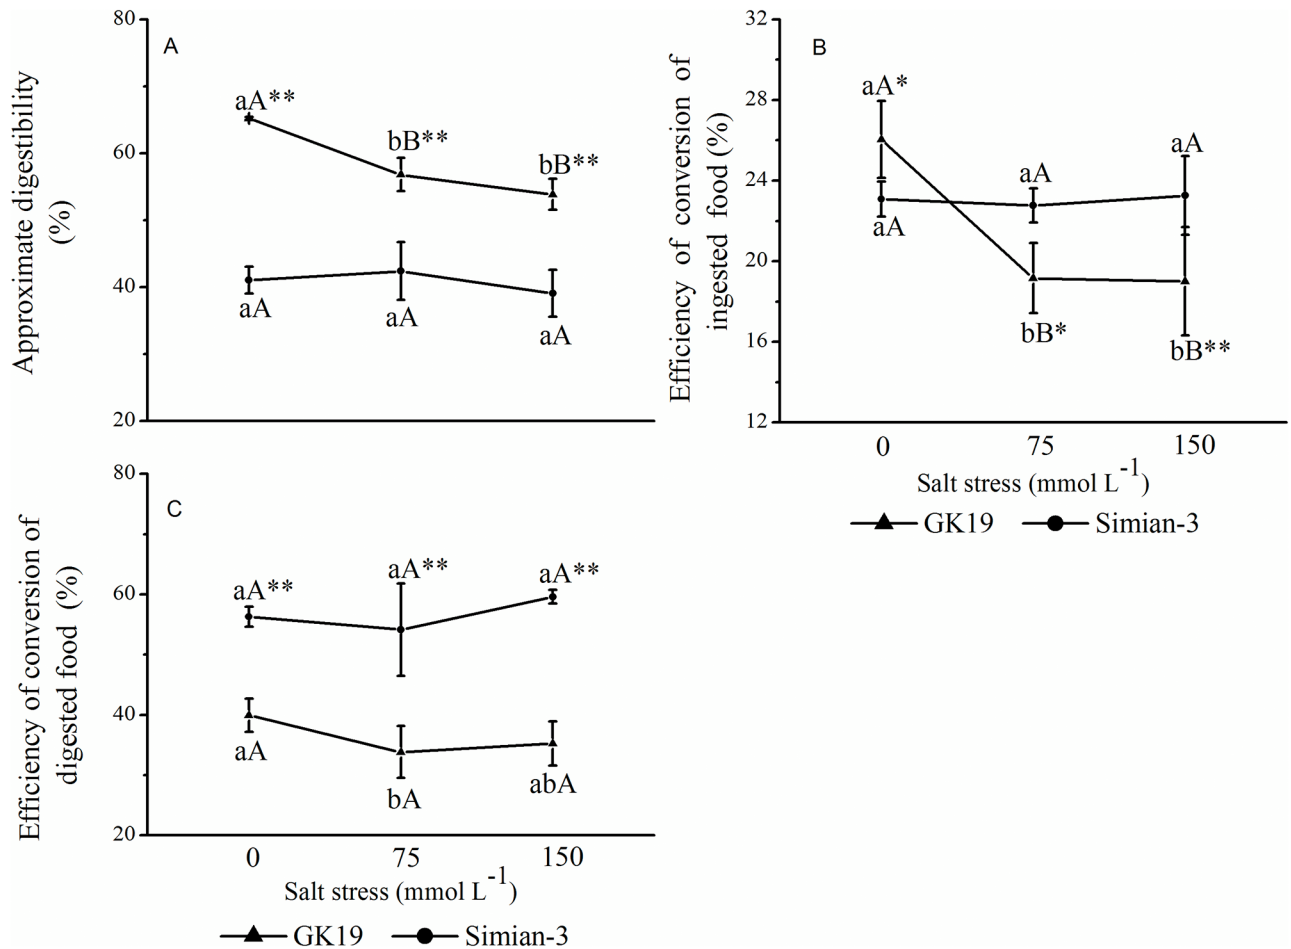 A
Approximate digestibility
(%)
80
60
40
20
aA**
bB**
bB**
aA
aA
aA
B
Efficiency of conversion of
ingested food (%)
32
28
24
20
16
12
aA*
aA
aA
aA
bB*
bB**
0 75 150
Salt stress (mmol L-1)
GK19 Simian-3
C
Efficiency of conversion of
digested food (%)
80
60
40
20
aA**
aA**
aA**
aA
bA
abA
0 75 150
Salt stress (mmol L-1)
GK19 Simian-3